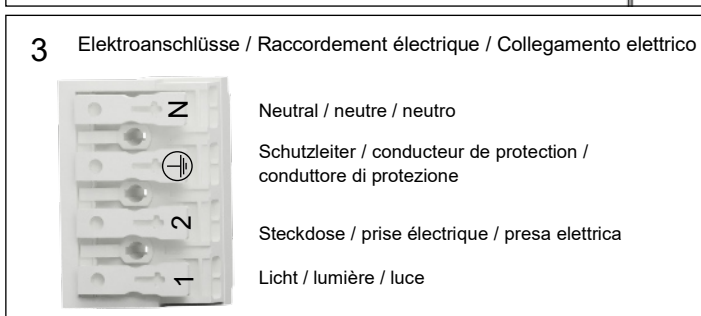 3 Elektroanschlüsse / Raccordement électrique / Collegamento elettrico
N
Neutral / neutre / neutro
Schutzleiter / conducteur de protection /
conduttore di protezione
2
Steckdose / prise électrique / presa elettrica
1
Licht / lumière / luce